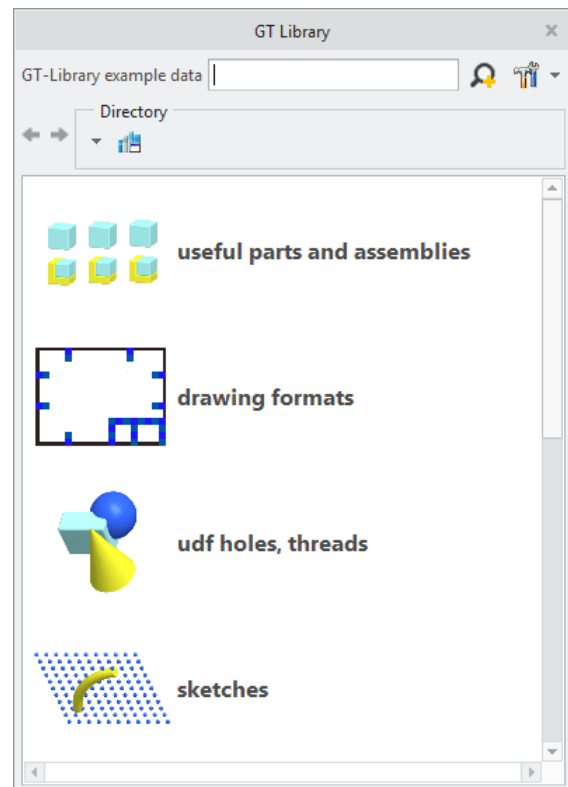 GT Library
GT-Library example data
Directory
useful parts and assemblies
drawing formats
udf holes, threads
sketches